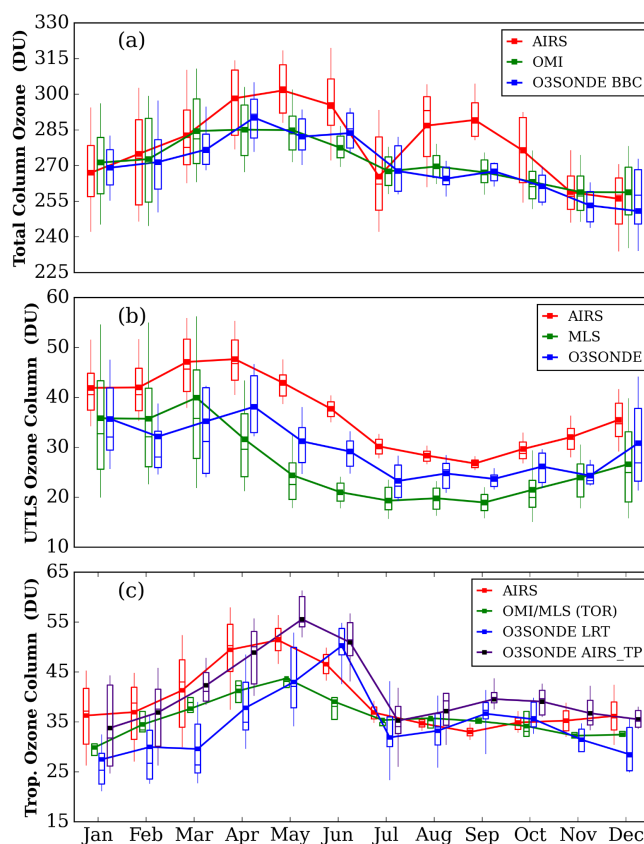 (a)
AIRS
OMI
O3SONDE BBC
Total Column Ozone (DU)
330
315
300
285
270
255
240
225
(b)
AIRS
MLS
O3SONDE
UTLS Ozone Column (DU)
60
50
40
30
20
10
(c)
AIRS
OMI/MLS (TOR)
O3SONDE LRT
O3SONDE AIRS_TP
Trop. Ozone Column (DU)
65
55
45
35
25
15
Jan Feb Mar Apr May Jun Jul Aug Sep Oct Nov Dec